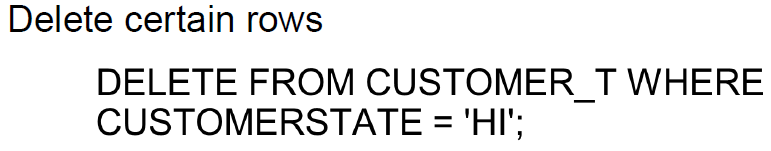 Delete certain rows
DELETE FROM CUSTOMER_T WHERE
CUSTOMERSTATE = 'HI';